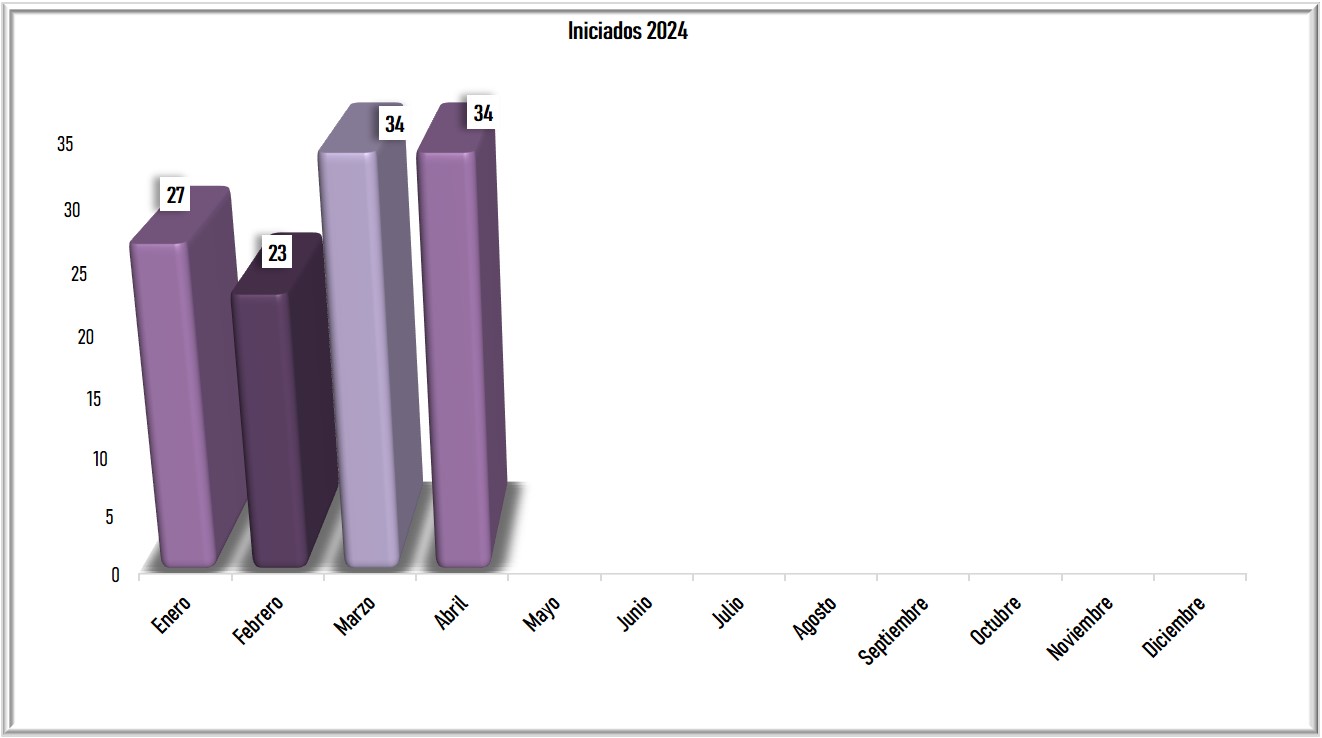 Iniciados 2024
35
30
25
20
15
10
5
0
27
23
34
34
Enero
Febrero
Marzo
Abril
Mayo
Junio
Julio
Agosto
Septiembre
Octubre
Noviembre
Diciembre